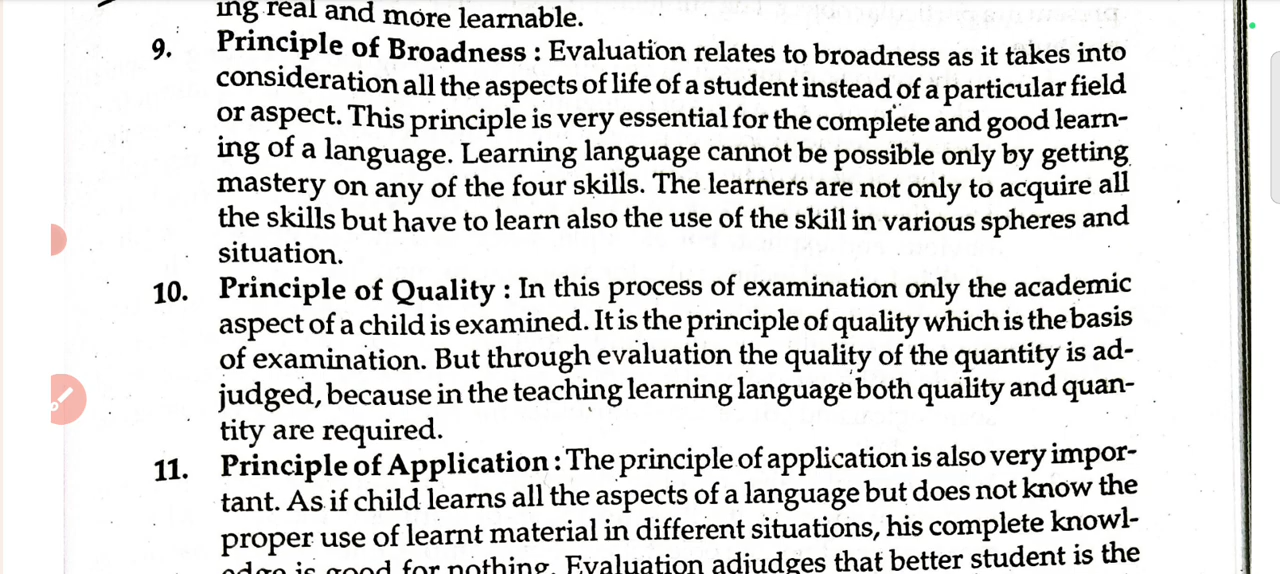 ing real and more learnable.
9. Principle of Broadness : Evaluation relates to broadness as it takes into
consideration all the aspects of life of a student instead of a particular field
or aspect. This principle is very essential for the complete and good learn-
ing of a language. Learning language cannot be possible only by getting
mastery on any of the four skills. The learners are not only to acquire all
the skills but have to learn also the use of the skill in various spheres and
situation.
10. Principle of Quality : In this process of examination only the academic
aspect of a child is examined. It is the principle of quality which is the basis
of examination. But through evaluation the quality of the quantity is ad-
judged, because in the teaching learning language both quality and quan-
tity are required.
11. Principle of Application : The principle of application is also very impor-
tant. As if child learns all the aspects of a language but does not know the
proper use of learnt material in different situations, his complete knowl-
edge is good for nothing. Evaluation adjudges that better student is the